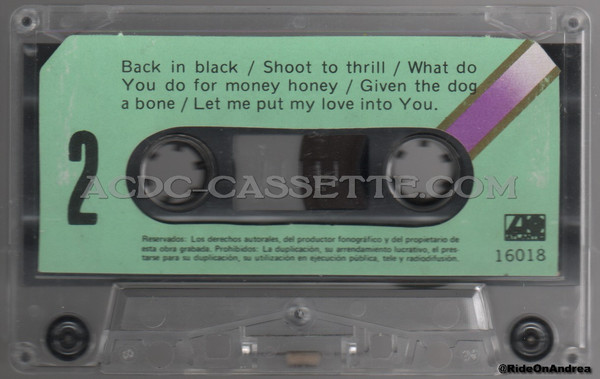 Back in black / Shoot to thrill / What do
You do for money honey / Given the dog
a bone / Let me put my love into You.
2
ACDC-CASSETTE.COM
Reservados: Los derechos autorales, del productor fonográfico y del propietario de
esta obra grabada. Prohibidos: La duplicación, su arrendamiento lucrativo, el pres-
tarse para su duplicación, su utilización en ejecución pública, tele y radiodifusión.
16018
@RideOnAndrea